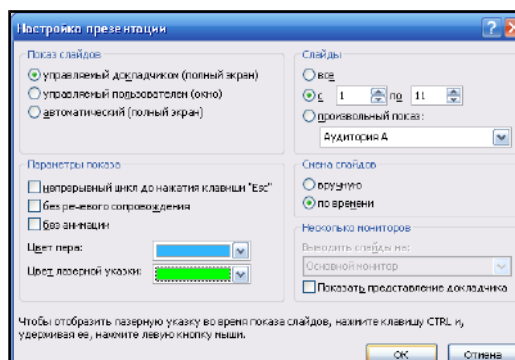 Настройка презентации
Показ слайдов
управляемый докладчиком (полный экран)
управляемый пользователем (окно)
автоматический (полный экран)
Слайды
все
с 1 по 11
произвольный показ:
Аудитория А
Параметры показа
непрерывный цикл до нажатия клавиши "Esc"
без речевого сопровождения
без анимации
Цвет пера:
Цвет лазерной указки:
Смена слайдов
вручную
по времени
Несколько мониторов
Выводить слайды на:
Основной монитор
Показать представление докладчика
Чтобы отобразить лазерную указку во время показа слайдов, нажмите клавишу CTRL и,
удерживая ее, нажмите левую кнопку мыши.
ОК
Отмена